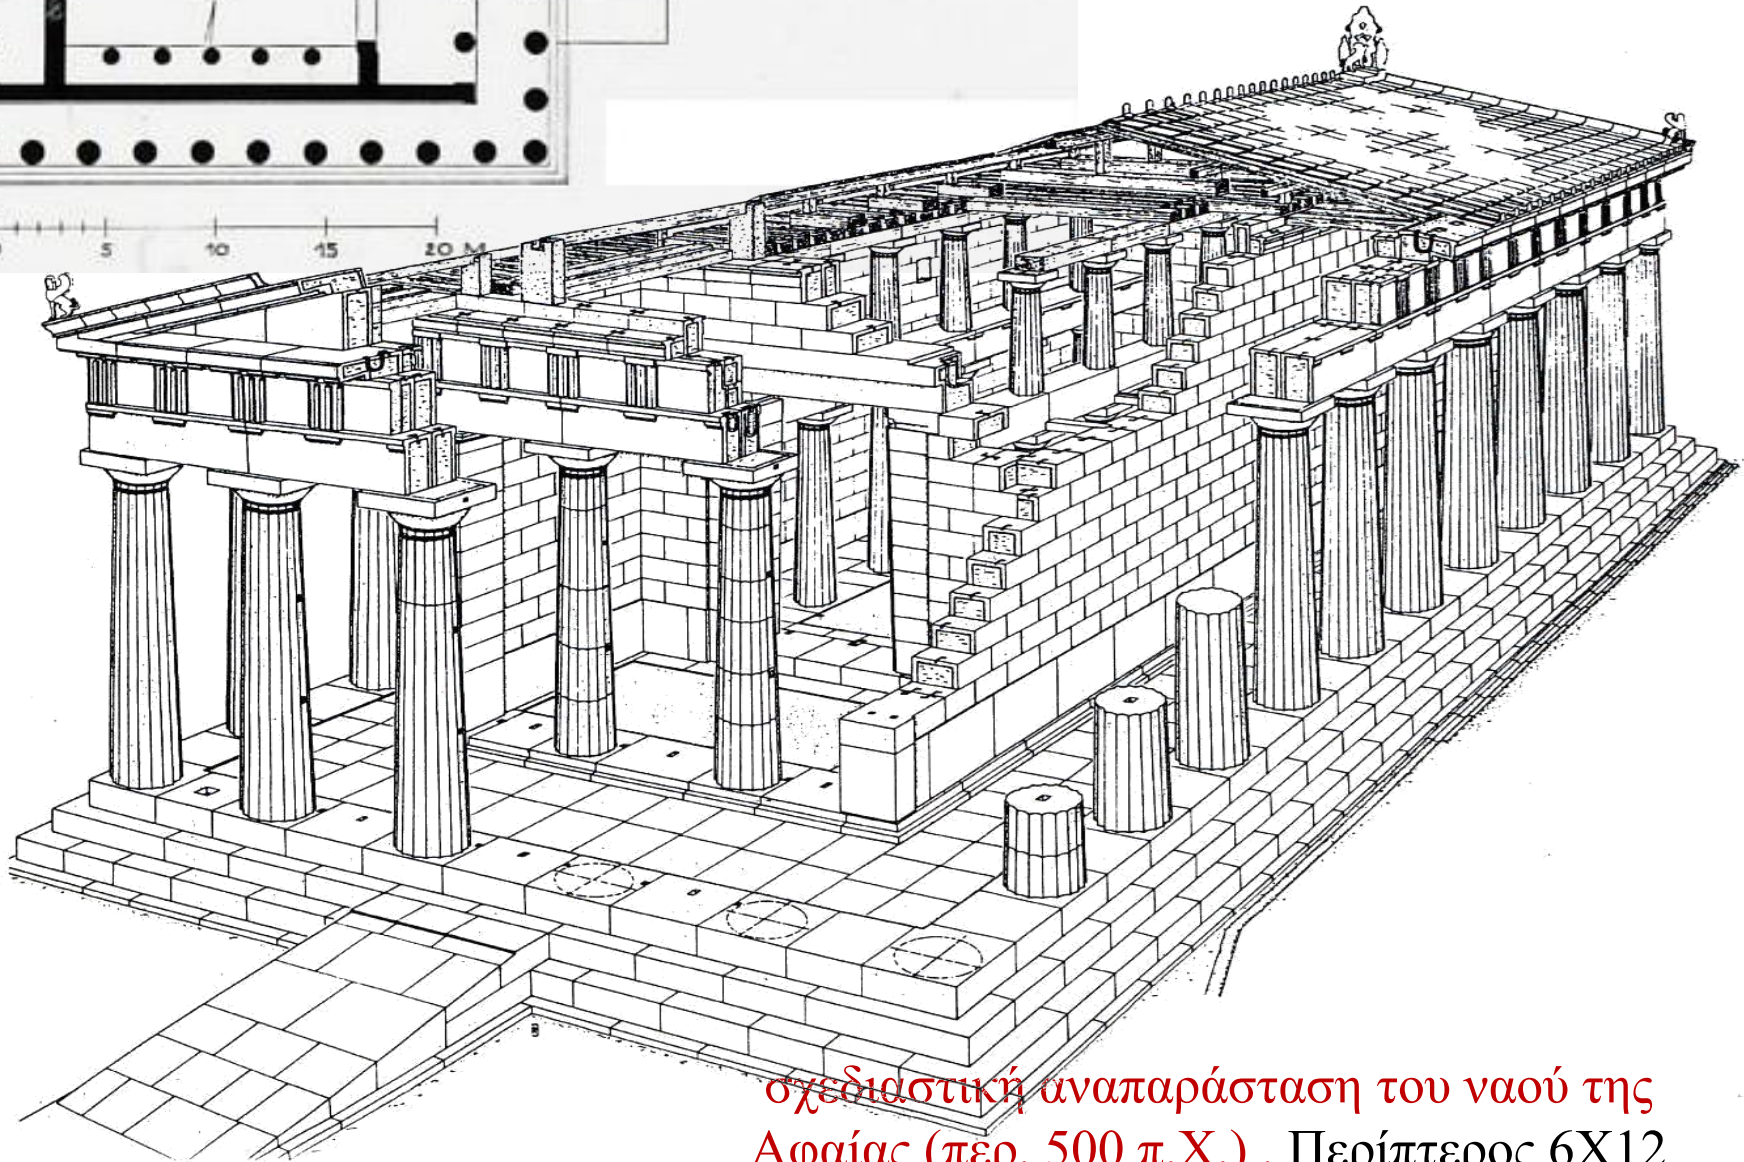 5 10 15 20 M
σχεδιαστική αναπαράσταση του ναού της
Αφαίας (περ. 500 π.Χ.) . Περίπτερος 6Χ12